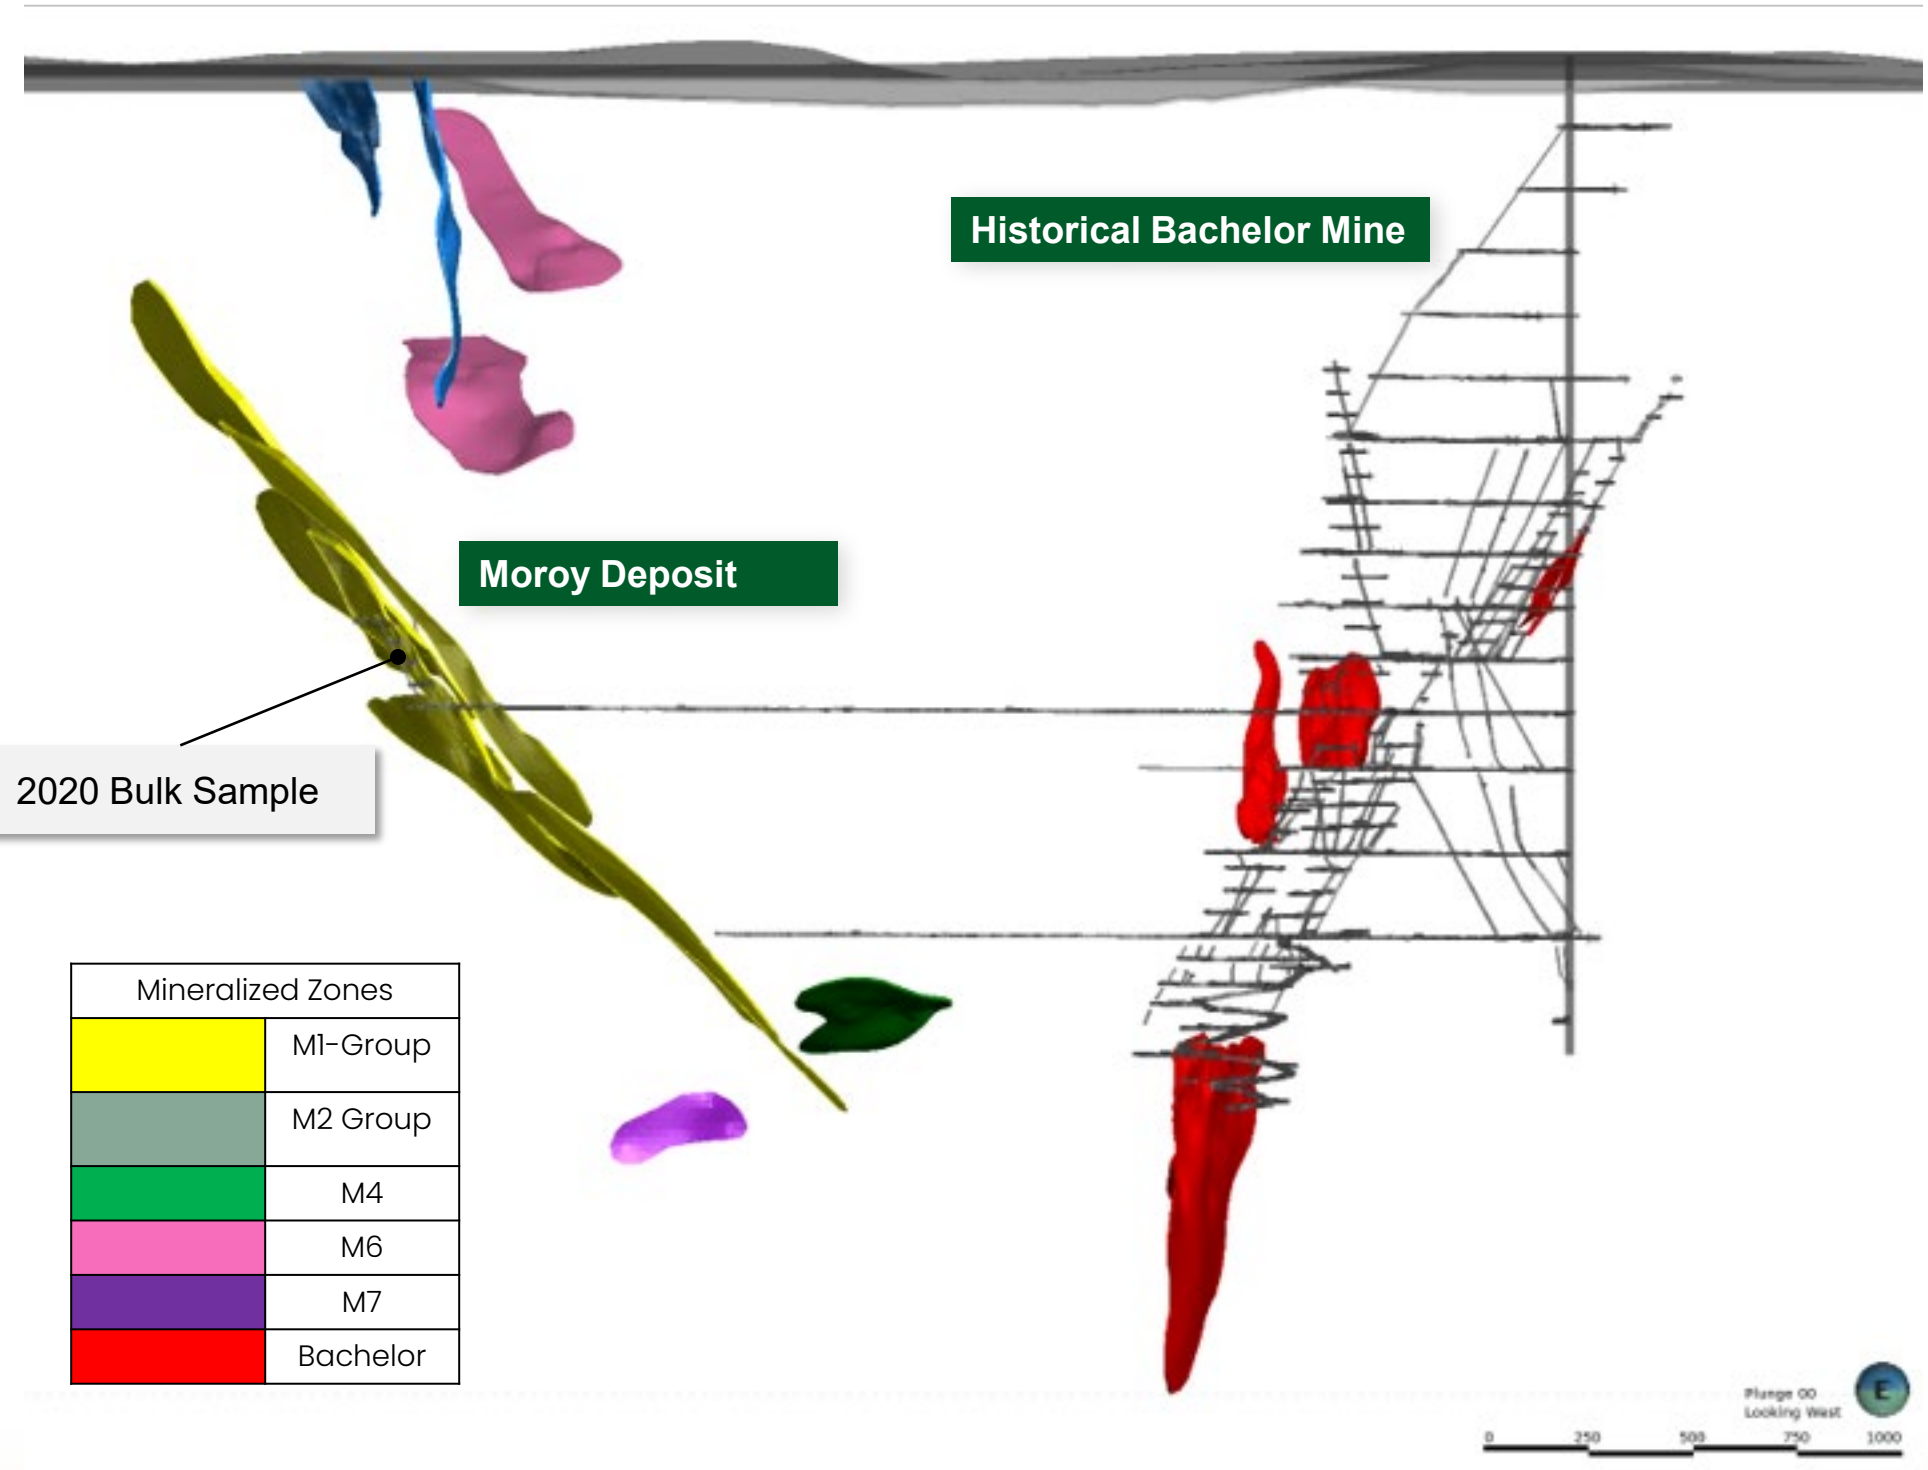 Historical Bachelor Mine
Moroy Deposit
2020 Bulk Sample
Mineralized Zones
M1-Group
M2 Group
M4
M6
M7
Bachelor
Plunge 00
Looking West
E
0 250 500 750 1000